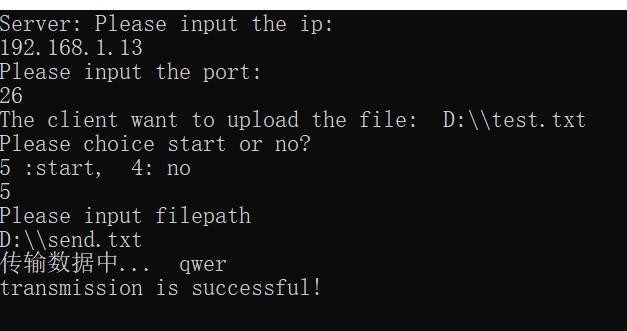 Server: Please input the ip:
192.168.1.13
Please input the port:
26
The client want to upload the file:  D:\\test.txt
Please choice start or no?
5 :start,  4: no
5
Please input filepath
D:\\send.txt
传输数据中...  qwer
transmission is successful!